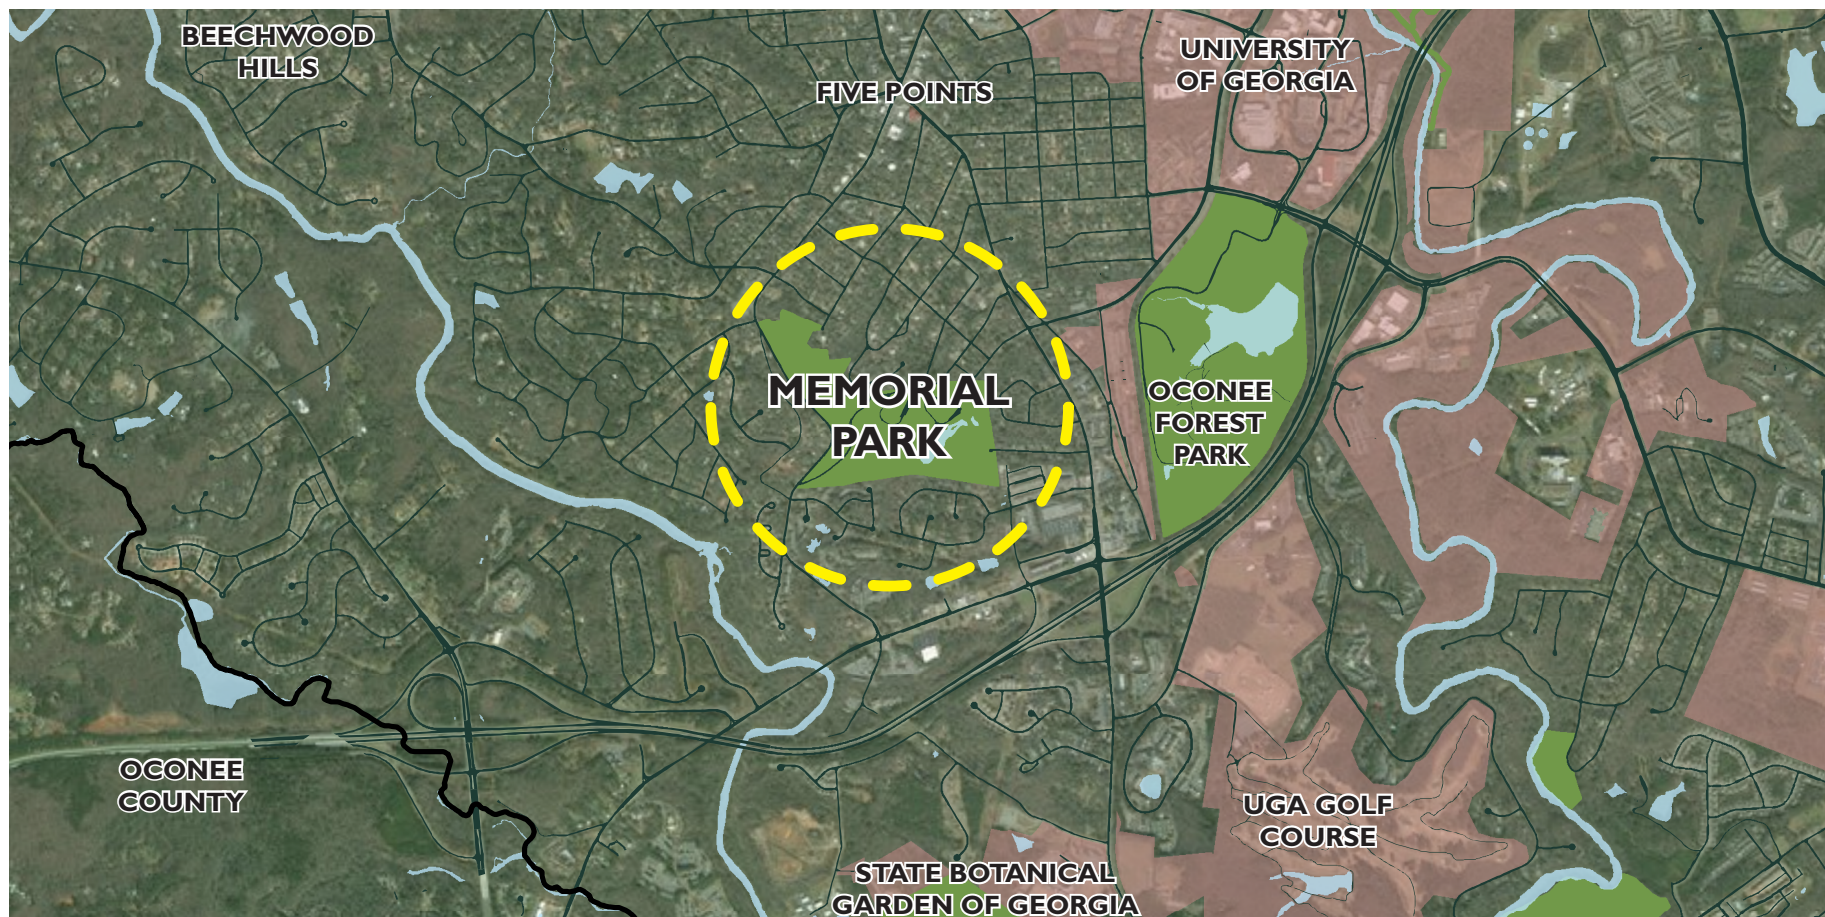 BEECHWOOD
HILLS
FIVE POINTS
UNIVERSITY
OF GEORGIA
MEMORIAL
PARK
OCONEE
FOREST
PARK
OCONEE
COUNTY
UGA GOLF
COURSE
STATE BOTANICAL
GARDEN OF GEORGIA